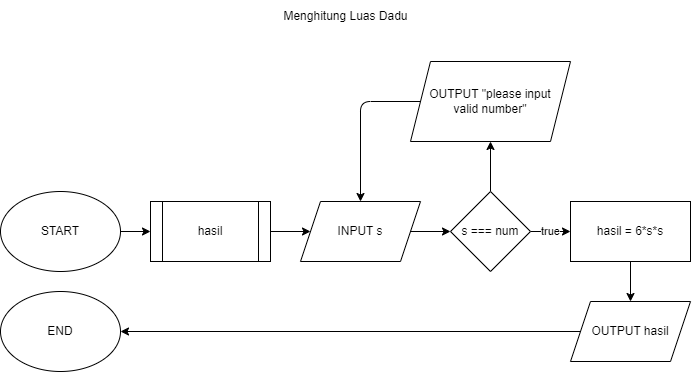 Menghitung Luas Dadu
OUTPUT "please input
valid number"
START
hasil
INPUT s
s === num
true
hasil = 6*s*s
OUTPUT hasil
END